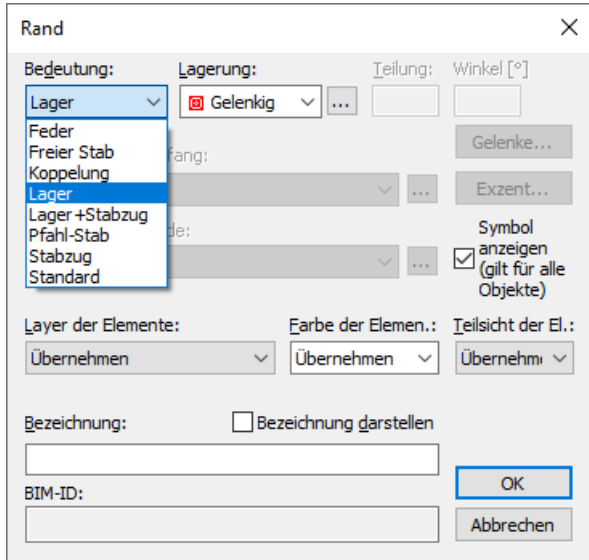 Rand
Bedeutung: Lagerung: Teilung: Winkel [°]
Lager Gelenkig ...
Feder
Freier Stab
Koppelung
Lager
Lager+Stabzug
Pfahl-Stab
Stabzug
Standard
fang:
...
de:
...
Gelenke...
Exzent...
Symbol
anzeigen
(gilt für alle
Objekte)
Layer der Elemente: Farbe der Elemen.: Teilsicht der El.:
Übernehmen Übernehmen Übernehm
Bezeichnung: Bezeichnung darstellen
BIM-ID:
OK
Abbrechen